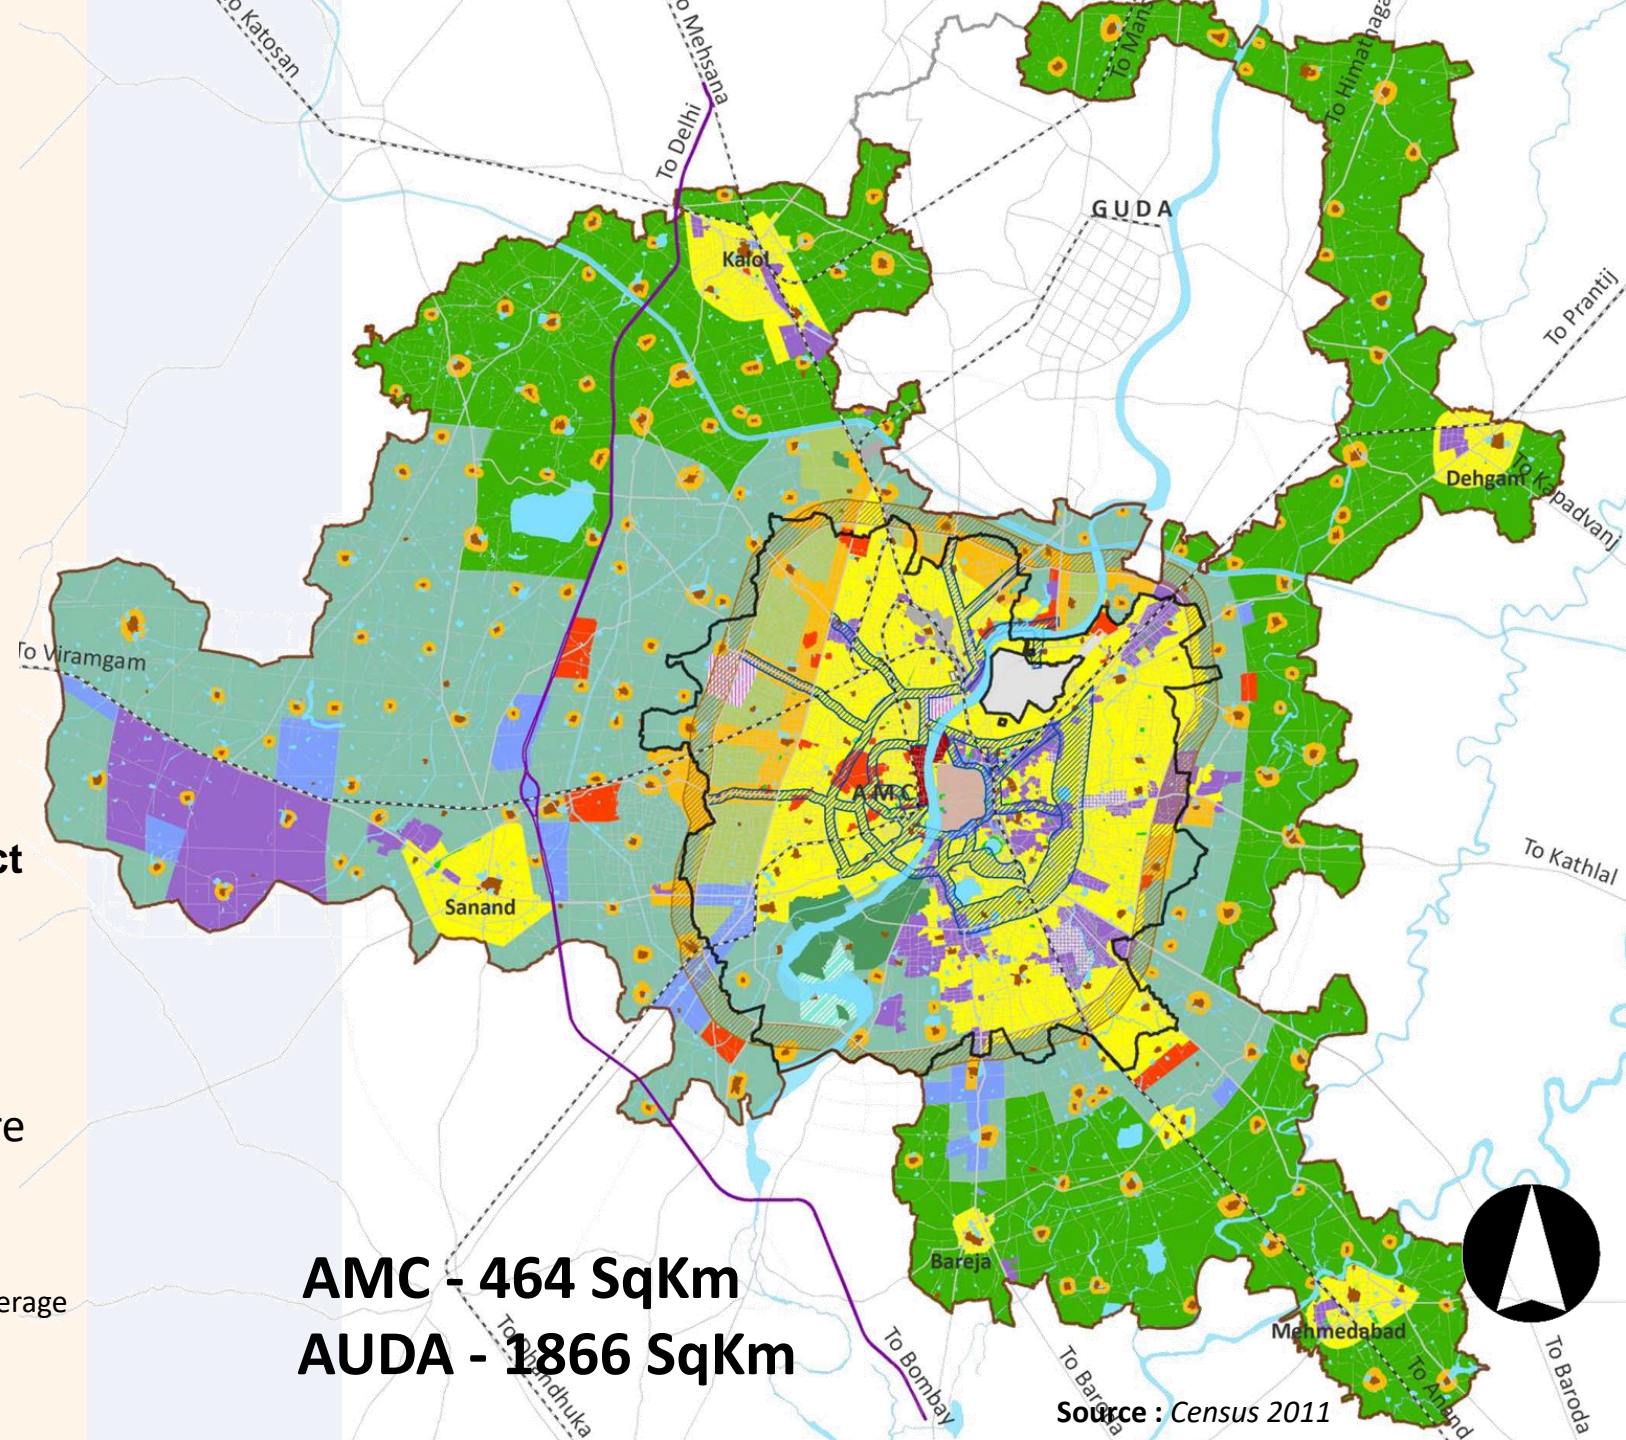 To Katosan
To Mehsana
To Mans
To Himatnaga
To Delhi
GUDA
Kalol
To Prantij
Dehgam
To Kapadvanj
To Viramgam
AMC
ct
To Kathlal
Sanand
re
Bareja
AMC - 464 SqKm
erage
Mehmedabad
AUDA - 1866 SqKm
To Dhandhuka
To Bombay
To Baroda
To Anand
To Baroda
Source : Census 2011